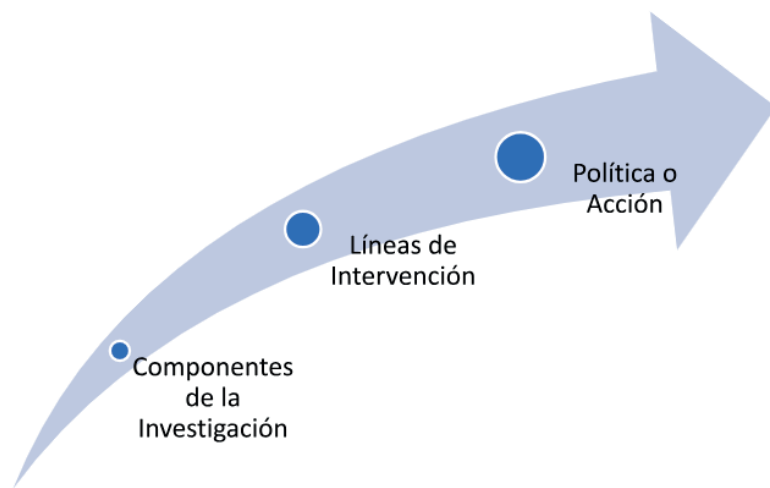 Política o
Acción
Líneas de
Intervención
Componentes
de la
Investigación